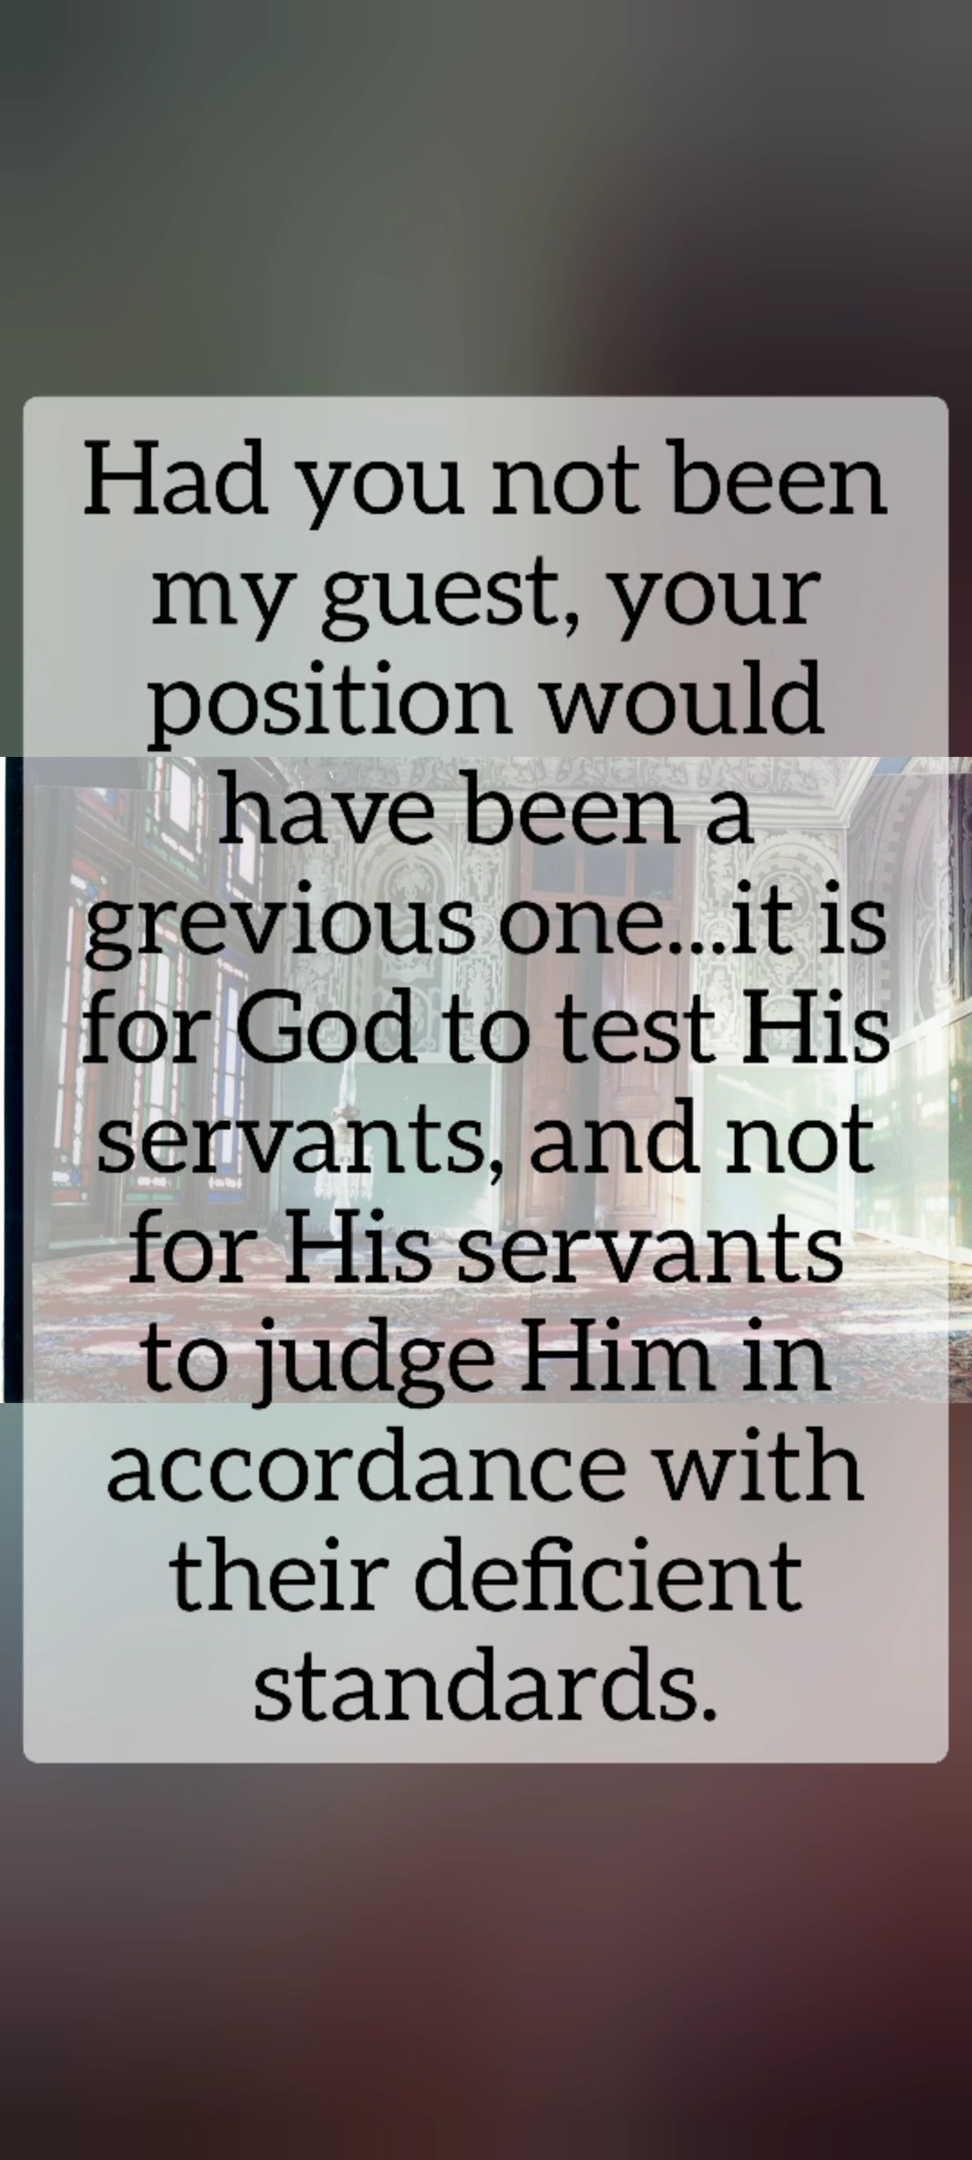 Had you not been
my guest, your
position would
have been a
grevious one...it is
for God to test His
servants, and not
for His servants
to judge Him in
accordance with
their deficient
standards.